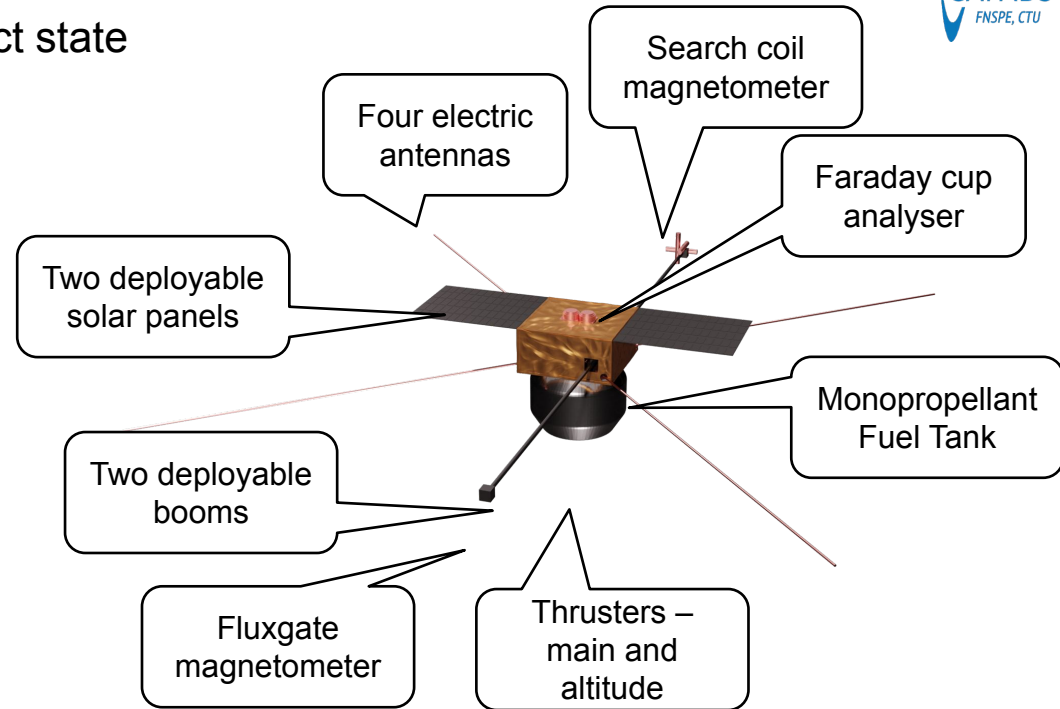 ct state
FNSPE, CTU
Search coil
magnetometer
Four electric
antennas
Faraday cup
analyser
Two deployable
solar panels
Monopropellant
Fuel Tank
Two deployable
booms
Fluxgate
magnetometer
Thrusters –
main and
altitude